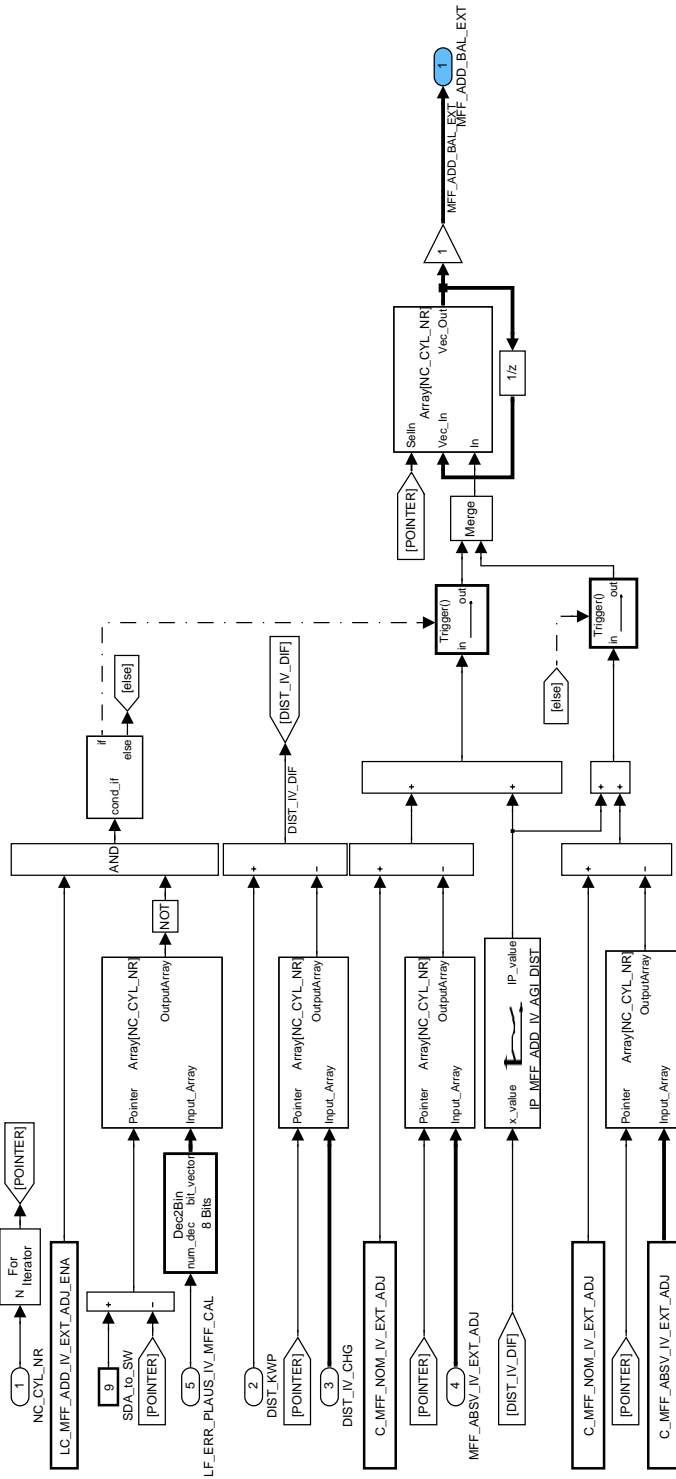 1
NC_CYL_NR
N
For
Iterator
[POINTER]
LC_MFF_ADD_IV_EXT_ADJ_ENA
9
SDA_to_SW
[POINTER]
+
-
5
LF_ERR_PLAUS_IV_MFF_CAL
Dec2Bin
num_dec bit_vector
8 Bits
Pointer
Array[NC_CYL_NR]
OutputArray
Input_Array
NOT
AND
cond_if
if
else
[else]
2
DIST_KWP
[POINTER]
3
DIST_IV_CHG
Pointer
Array[NC_CYL_NR]
OutputArray
Input_Array
+
-
DIST_IV_DIF
[DIST_IV_DIF]
C_MFF_NOM_IV_EXT_ADJ
[POINTER]
4
MFF_ABSV_IV_EXT_ADJ
Pointer
Array[NC_CYL_NR]
OutputArray
Input_Array
+
-
+
+
[DIST_IV_DIF]
x_value
IP_value
IP_MFF_ADD_IV_AGI_DIST
Trigger()
in
out
C_MFF_NOM_IV_EXT_ADJ
[POINTER]
C_MFF_ABSV_IV_EXT_ADJ
Pointer
Array[NC_CYL_NR]
OutputArray
Input_Array
+
-
+
+
[else]
Trigger()
in
out
Merge
[POINTER]
SelIn
Array[NC_CYL_NR]
Vec_In
Vec_Out
In
1/z
1
MFF_ADD_BAL_EXT
1
MFF_ADD_BAL_EXT